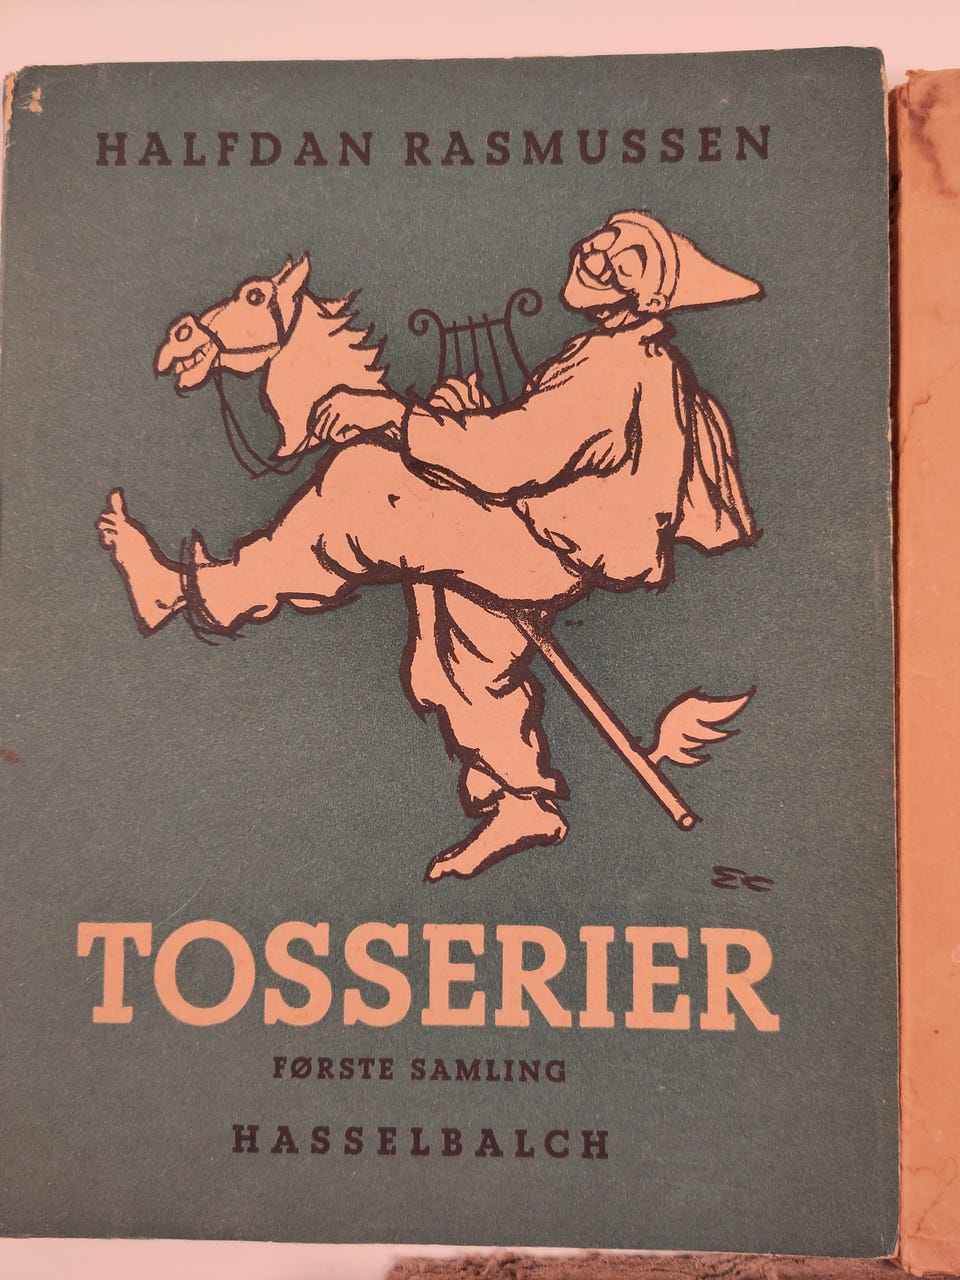 HALFDAN RASMUSSEN
EC
TOSSERIER
FØRSTE SAMLING
HASSELBALCH